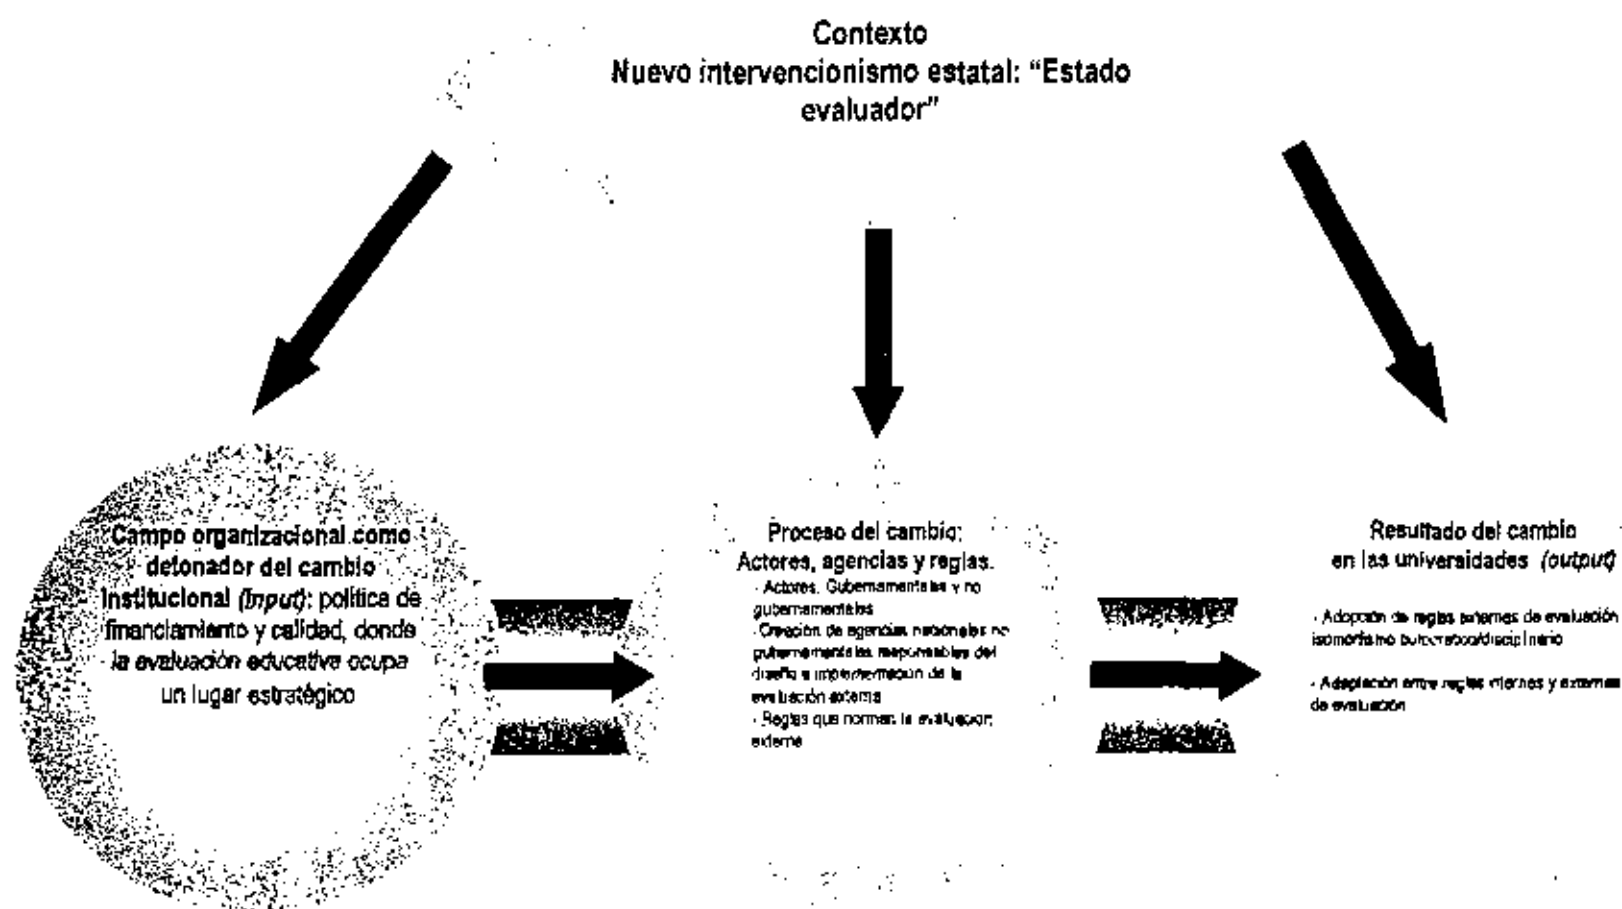 Contexto
Nuevo intervencionismo estatal: “Estado
evaluador”
Campo organizacional como
detonador del cambio
institucional (input): política de
financiamiento y calidad, donde
la evaluación educativa ocupa
un lugar estratégico
Proceso del cambio:
Actores, agencias y reglas.
- Actores. Gubernamentales y no
gubernamentales
- Creación de agencias nacionales no
gubernamentales responsables del
diseño e implementación de la
evaluación externa
- Reglas que norman la evaluación
externa
Resultado del cambio
en las universidades (output)
- Adopción de reglas externas de evaluación
isomorfismo burocrático/disciplinario
- Adaptación entre reglas internas y externas
de evaluación